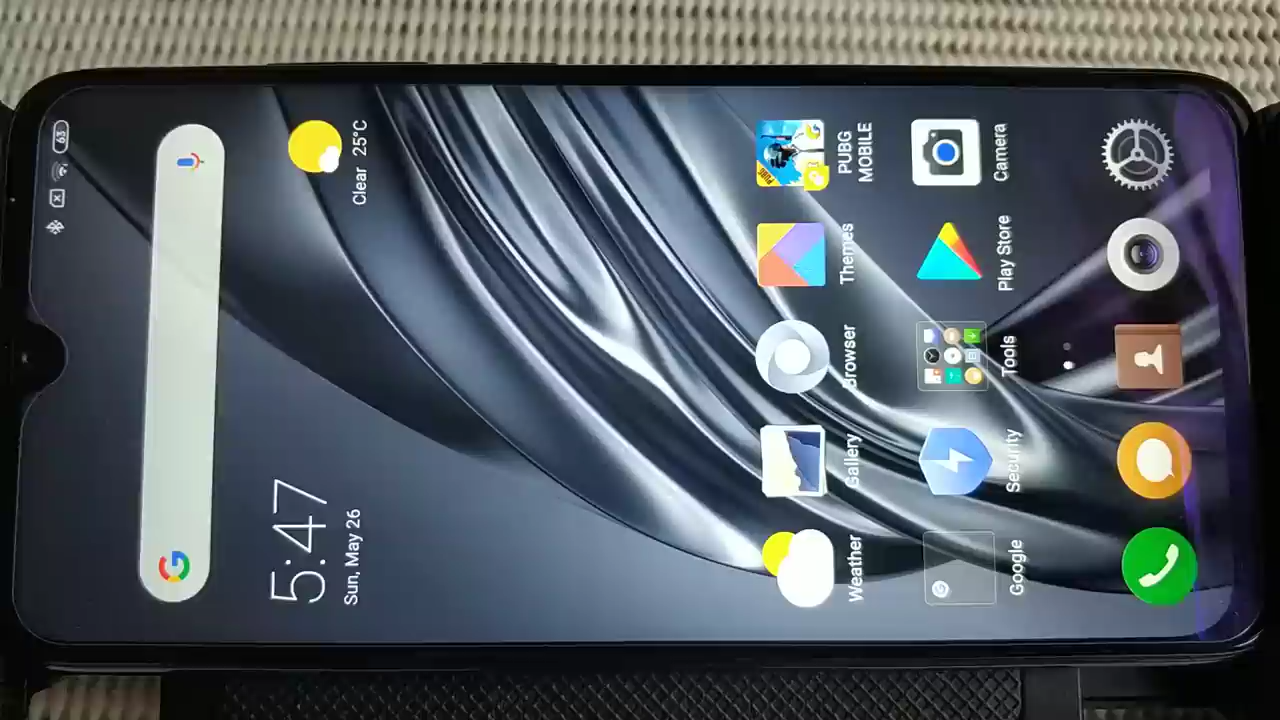 63
5:47
Sun, May 26
Clear 25°C
Weather
Gallery
Browser
Themes
PUBG
MOBILE
Google
Security
Tools
Play Store
Camera